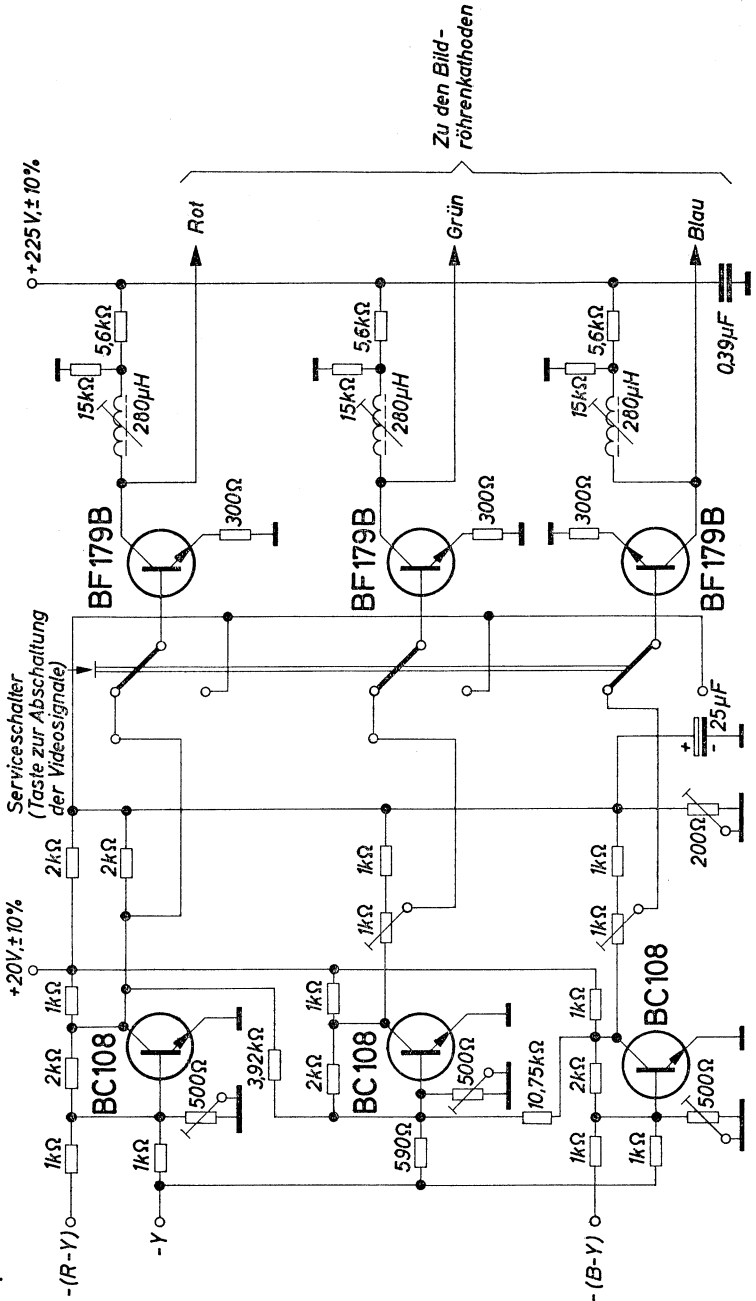 Serviceschalter
(Taste zur Abschaltung
der Videosignale)
+20V,±10%
+225V,±10%
-(R-Y)
1kΩ
2kΩ
1kΩ
2kΩ
2kΩ
BC108
BF179B
15kΩ
5,6kΩ
280µH
300Ω
Rot
-Y
1kΩ
500Ω
3,92kΩ
1kΩ
2kΩ
BC108
590Ω
500Ω
1kΩ
1kΩ
BF179B
15kΩ
5,6kΩ
280µH
300Ω
Grün
Zu den Bild-
röhrenkathoden
10,75kΩ
-(B-Y)
1kΩ
2kΩ
1kΩ
1kΩ
500Ω
BC108
1kΩ
1kΩ
200Ω
+
-
25µF
BF179B
300Ω
15kΩ
5,6kΩ
280µH
Blau
0,39µF